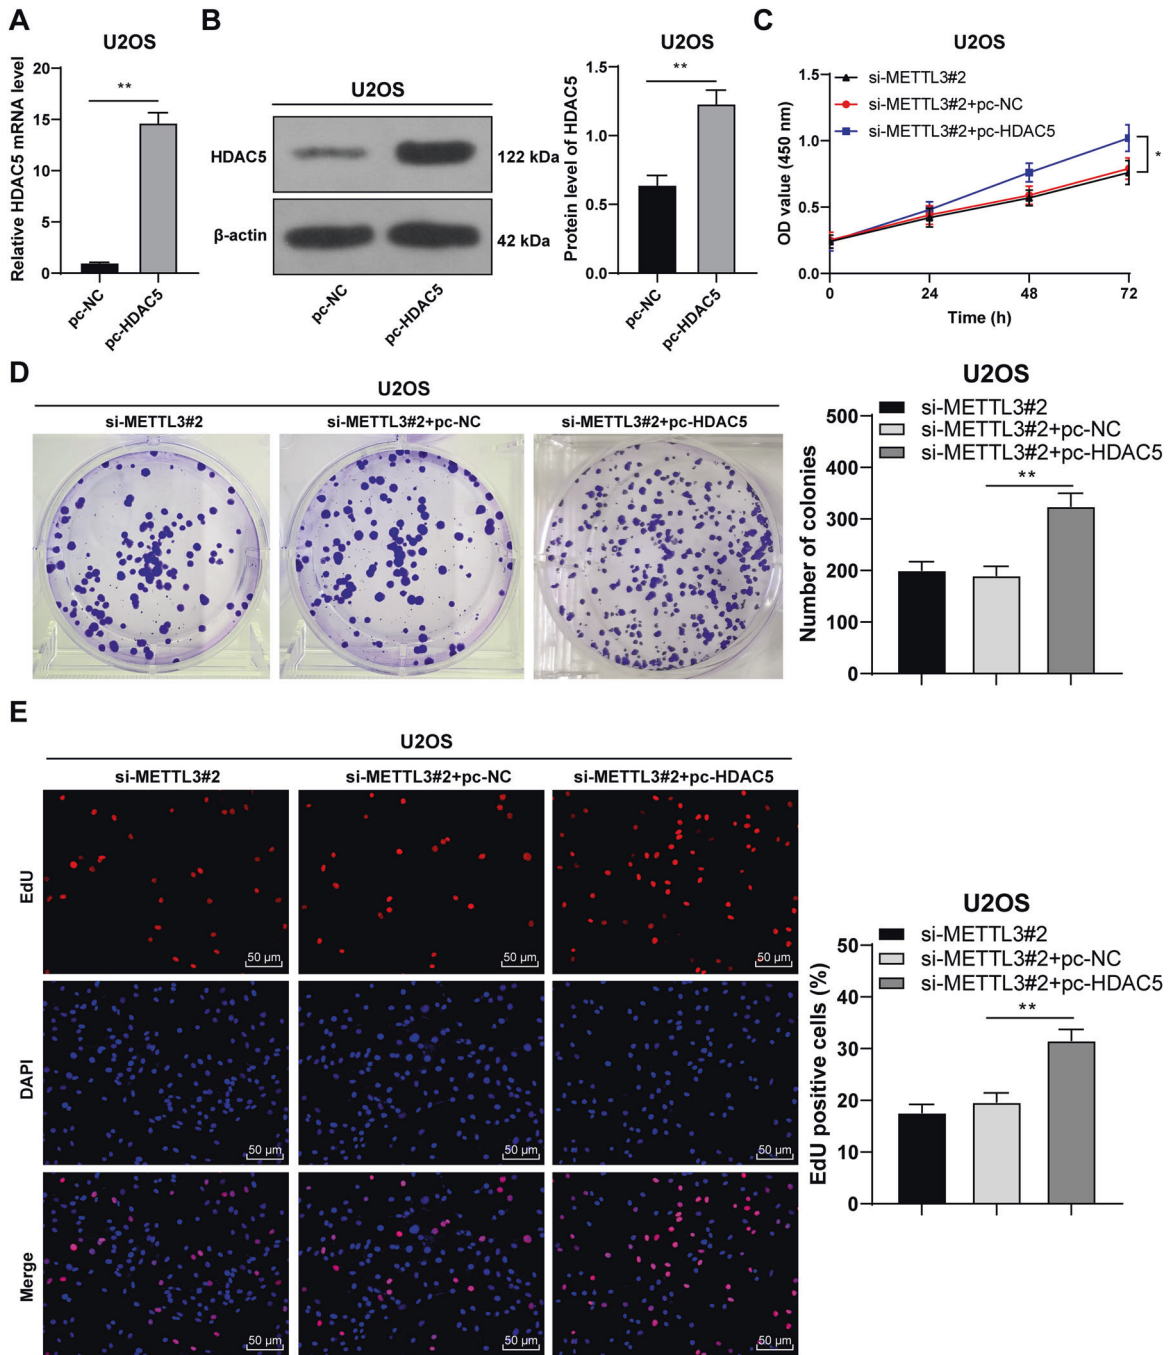 A
U2OS
Relative HDAC5 mRNA level
20
15
10
5
0
**
pc-NC
pc-HDAC5
B
U2OS
HDAC5
122 kDa
β-actin
42 kDa
pc-NC
pc-HDAC5
U2OS
Protein level of HDAC5
1.5
1.0
0.5
0.0
**
pc-NC
pc-HDAC5
C
U2OS
si-METTL3#2
si-METTL3#2+pc-NC
si-METTL3#2+pc-HDAC5
OD value (450 nm)
1.5
1.0
0.5
0.0
*
0
24
48
72
Time (h)
D
U2OS
si-METTL3#2
si-METTL3#2+pc-NC
si-METTL3#2+pc-HDAC5
U2OS
si-METTL3#2
si-METTL3#2+pc-NC
si-METTL3#2+pc-HDAC5
Number of colonies
500
400
300
200
100
0
**
E
U2OS
si-METTL3#2
si-METTL3#2+pc-NC
si-METTL3#2+pc-HDAC5
EdU
50 μm
50 μm
50 μm
DAPI
50 μm
50 μm
50 μm
Merge
50 μm
50 μm
50 μm
U2OS
si-METTL3#2
si-METTL3#2+pc-NC
si-METTL3#2+pc-HDAC5
EdU positive cells (%)
50
40
30
20
10
0
**